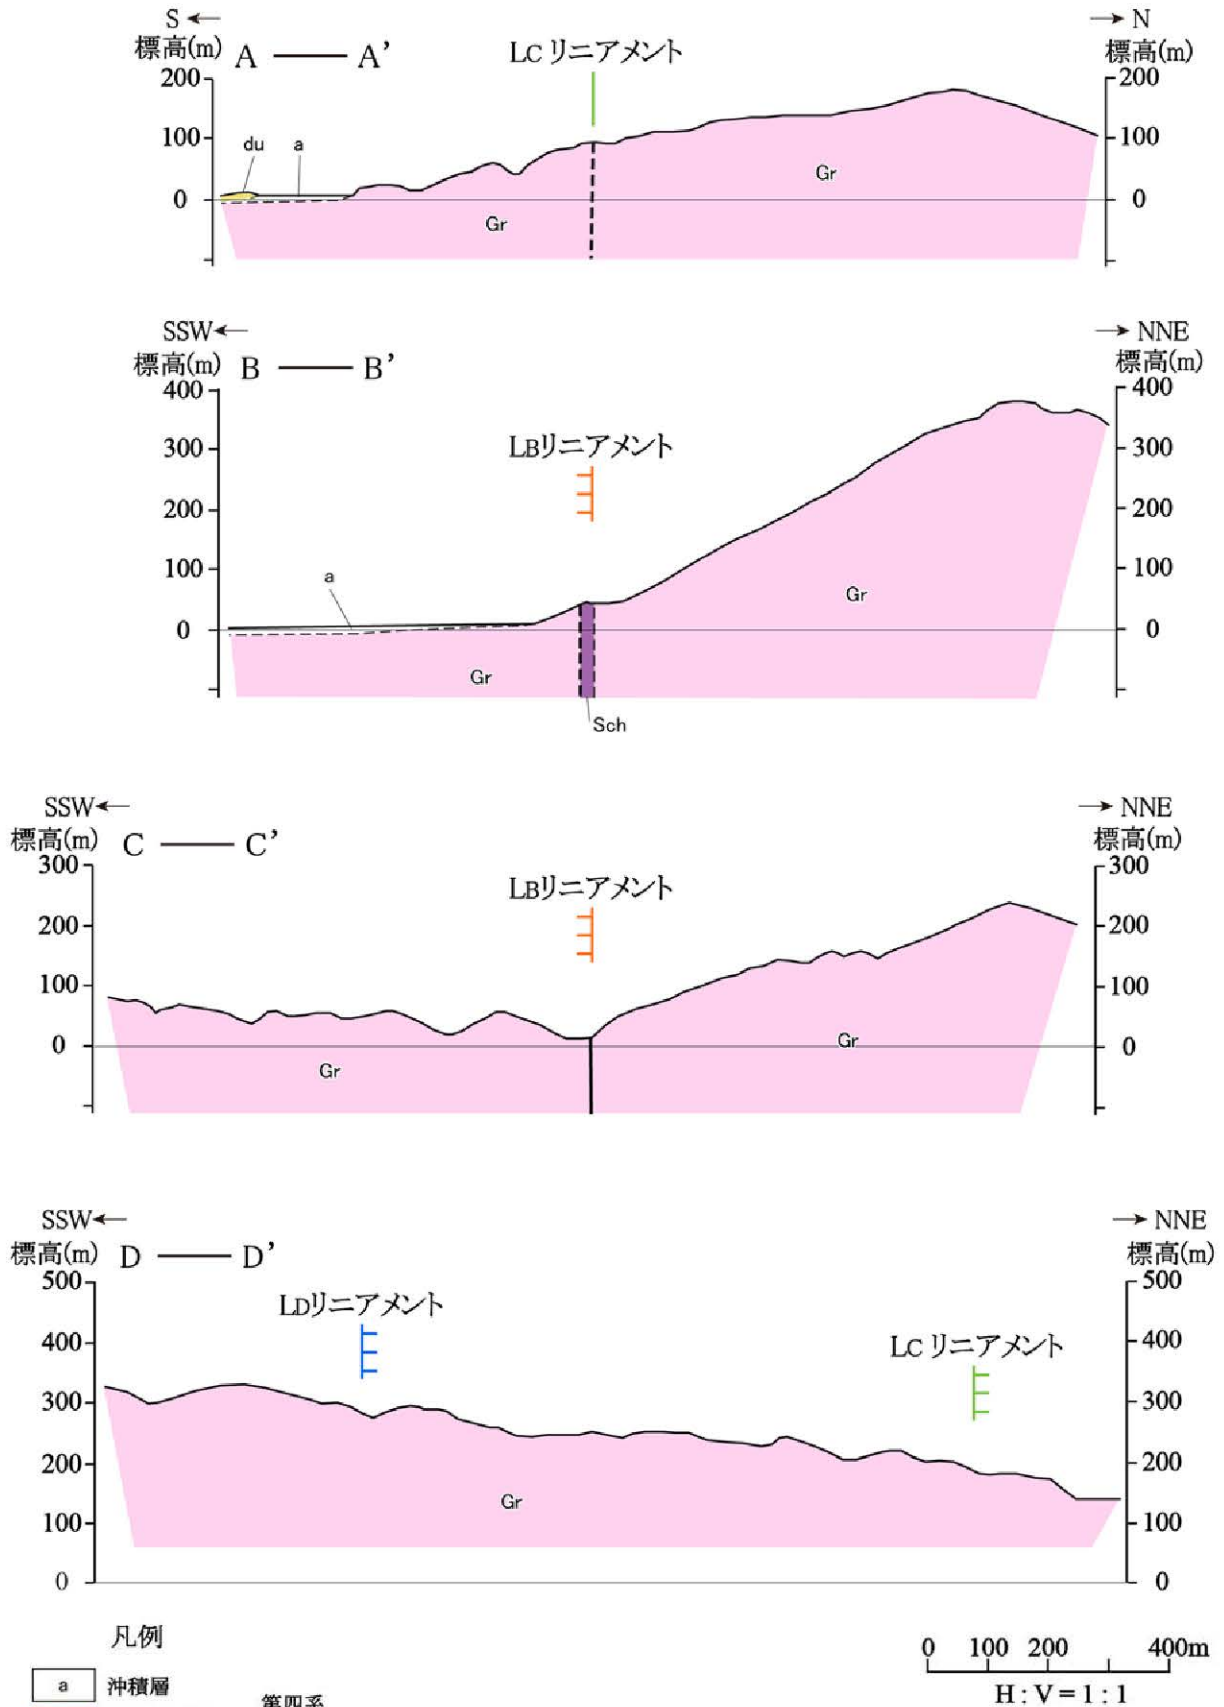 S ← → N
標高(m) A —— A’ LC リニアメント 標高(m)
200 200
100 100
du a
Gr
0 0
Gr
SSW← → NNE
標高(m) B —— B’ 標高(m)
400 400
LBリニアメント
300 300
200 200
100 100
a
Gr
0 0
Gr
Sch
SSW← → NNE
標高(m) C —— C’ 標高(m)
300 300
LBリニアメント
200 200
100 100
0 0
Gr
Gr
SSW← → NNE
標高(m) D —— D’ 標高(m)
500 500
LDリニアメント
400 400
LC リニアメント
300 300
200 200
Gr
100 100
0 0
凡例
0 100 200 400m
a 沖積層
H : V = 1 : 1
第四系